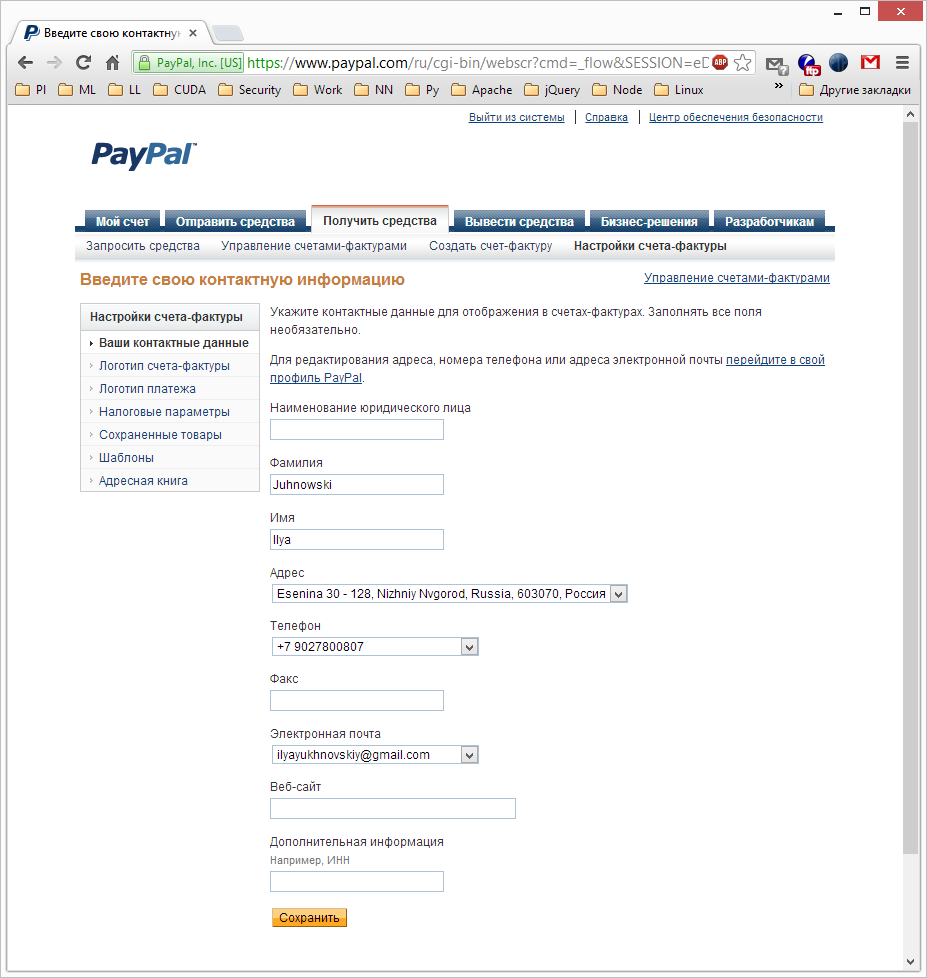 Введите свою контактну
PayPal, Inc. [US] https://www.paypal.com/ru/cgi-bin/webscr?cmd=_flow&SESSION=eD ABP
PI ML LL CUDA Security Work NN Py Apache jQuery Node Linux » Другие закладки
Выйти из системы Справка Центр обеспечения безопасности
PayPal™
Мой счет Отправить средства Получить средства Вывести средства Бизнес-решения Разработчикам
Запросить средства Управление счетами-фактурами Создать счет-фактуру Настройки счета-фактуры
Введите свою контактную информацию Управление счетами-фактурами
Настройки счета-фактуры
Ваши контактные данные
Логотип счета-фактуры
Логотип платежа
Налоговые параметры
Сохраненные товары
Шаблоны
Адресная книга
Укажите контактные данные для отображения в счетах-фактурах. Заполнять все поля
необязательно.
Для редактирования адреса, номера телефона или адреса электронной почты перейдите в свой
профиль PayPal.
Наименование юридического лица
Фамилия
Juhnowski
Имя
Ilya
Адрес
Esenina 30 - 128, Nizhniy Nvgorod, Russia, 603070, Россия
Телефон
+7 9027800807
Факс
Электронная почта
ilyayukhnovskiy@gmail.com
Веб-сайт
Дополнительная информация
Например, ИНН
Сохранить